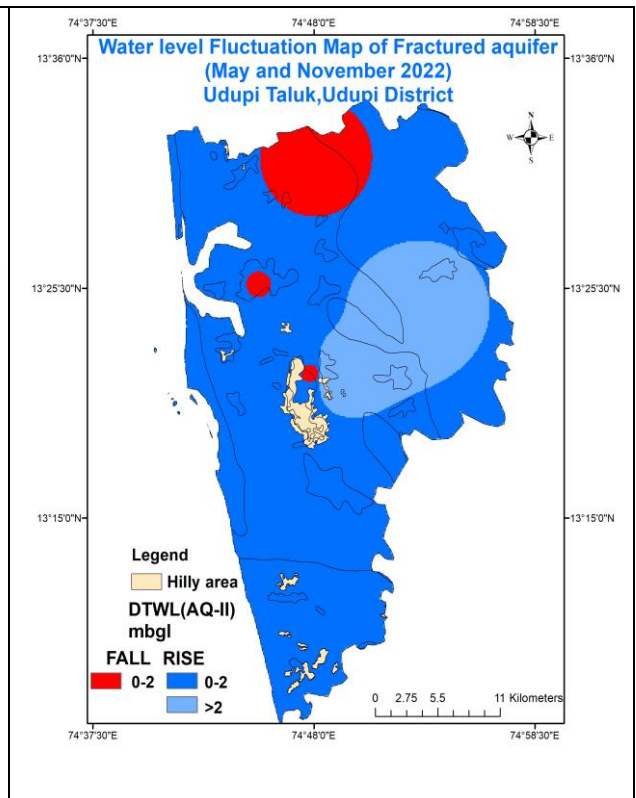 74°37'30"E 74°48'0"E 74°58'30"E
13°36'0"N 13°36'0"N
Water level Fluctuation Map of Fractured aquifer
(May and November 2022)
Udupi Taluk,Udupi District
N
W E
S
13°25'30"N 13°25'30"N
13°15'0"N 13°15'0"N
Legend
Hilly area
DTWL(AQ-II)
mbgl
FALL RISE
0-2 0-2
>2
0 2.75 5.5 11 Kilometers
74°37'30"E 74°48'0"E 74°58'30"E